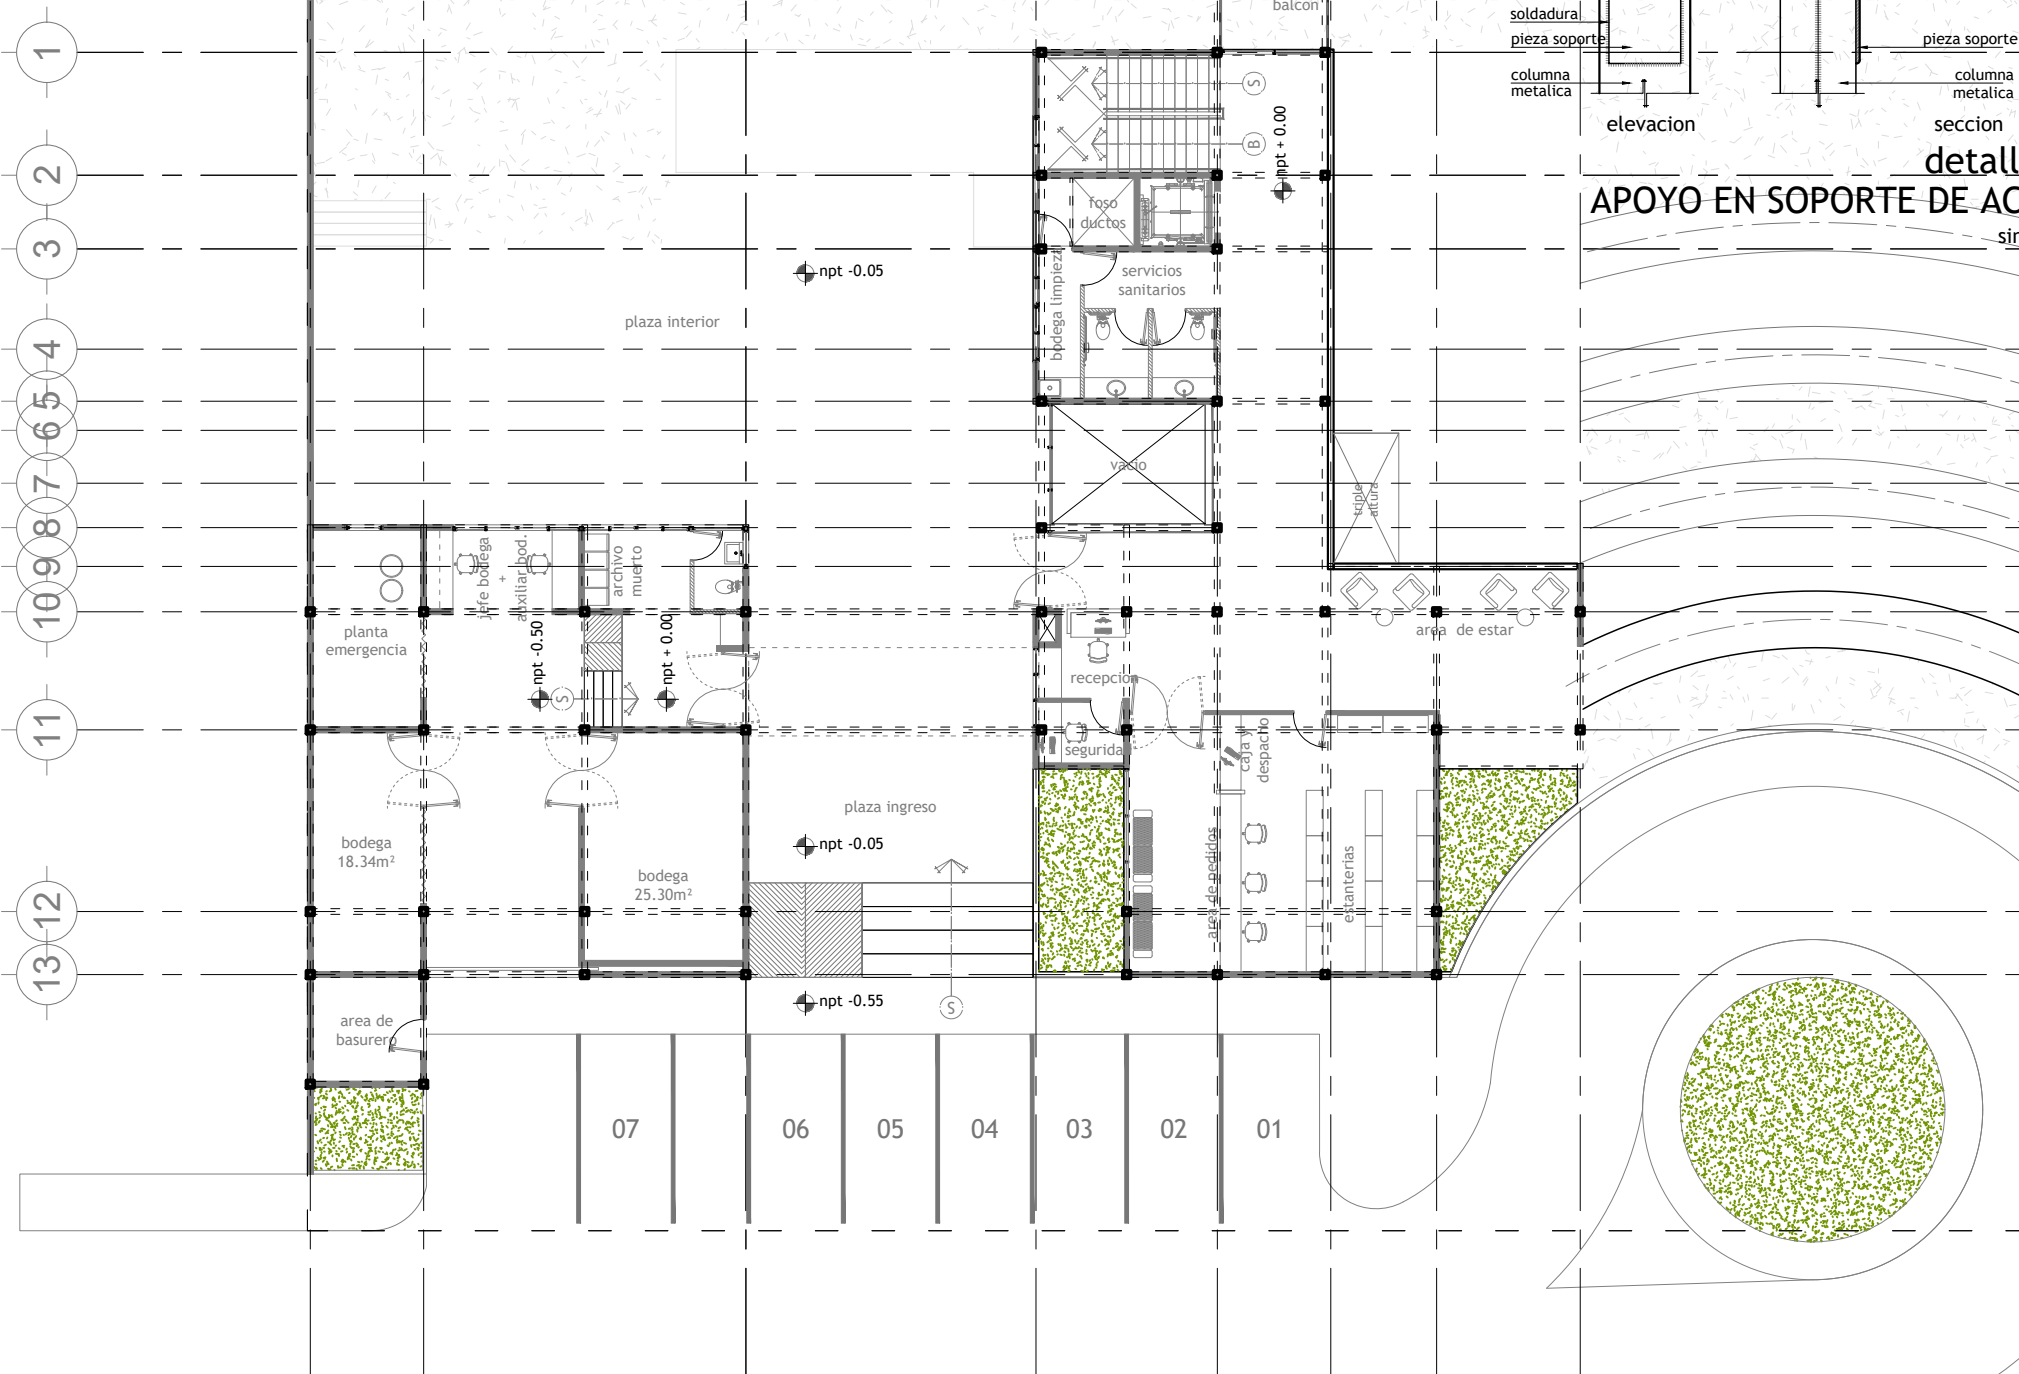 balcon
soldadura
pieza soporte
columna
metalica
elevacion
pieza soporte
columna
metalica
seccion
detall
APOYO EN SOPORTE DE AC
sin
1
2
3
4
5
6
7
8
9
10
11
12
13
S
B
npt + 0.00
foso
ductos
servicios
sanitarios
bodega limpieza
npt -0.05
plaza interior
vacio
triple
altura
jefe bodega
+
auxiliar bod.
archivo
muerto
planta
emergencia
npt -0.50
S
npt + 0.00
area de estar
recepcion
seguridad
caja y
despacho
plaza ingreso
npt -0.05
bodega
18.34m²
bodega
25.30m²
area de pedidos
estanterias
npt -0.55
S
area de
basurero
07
06
05
04
03
02
01